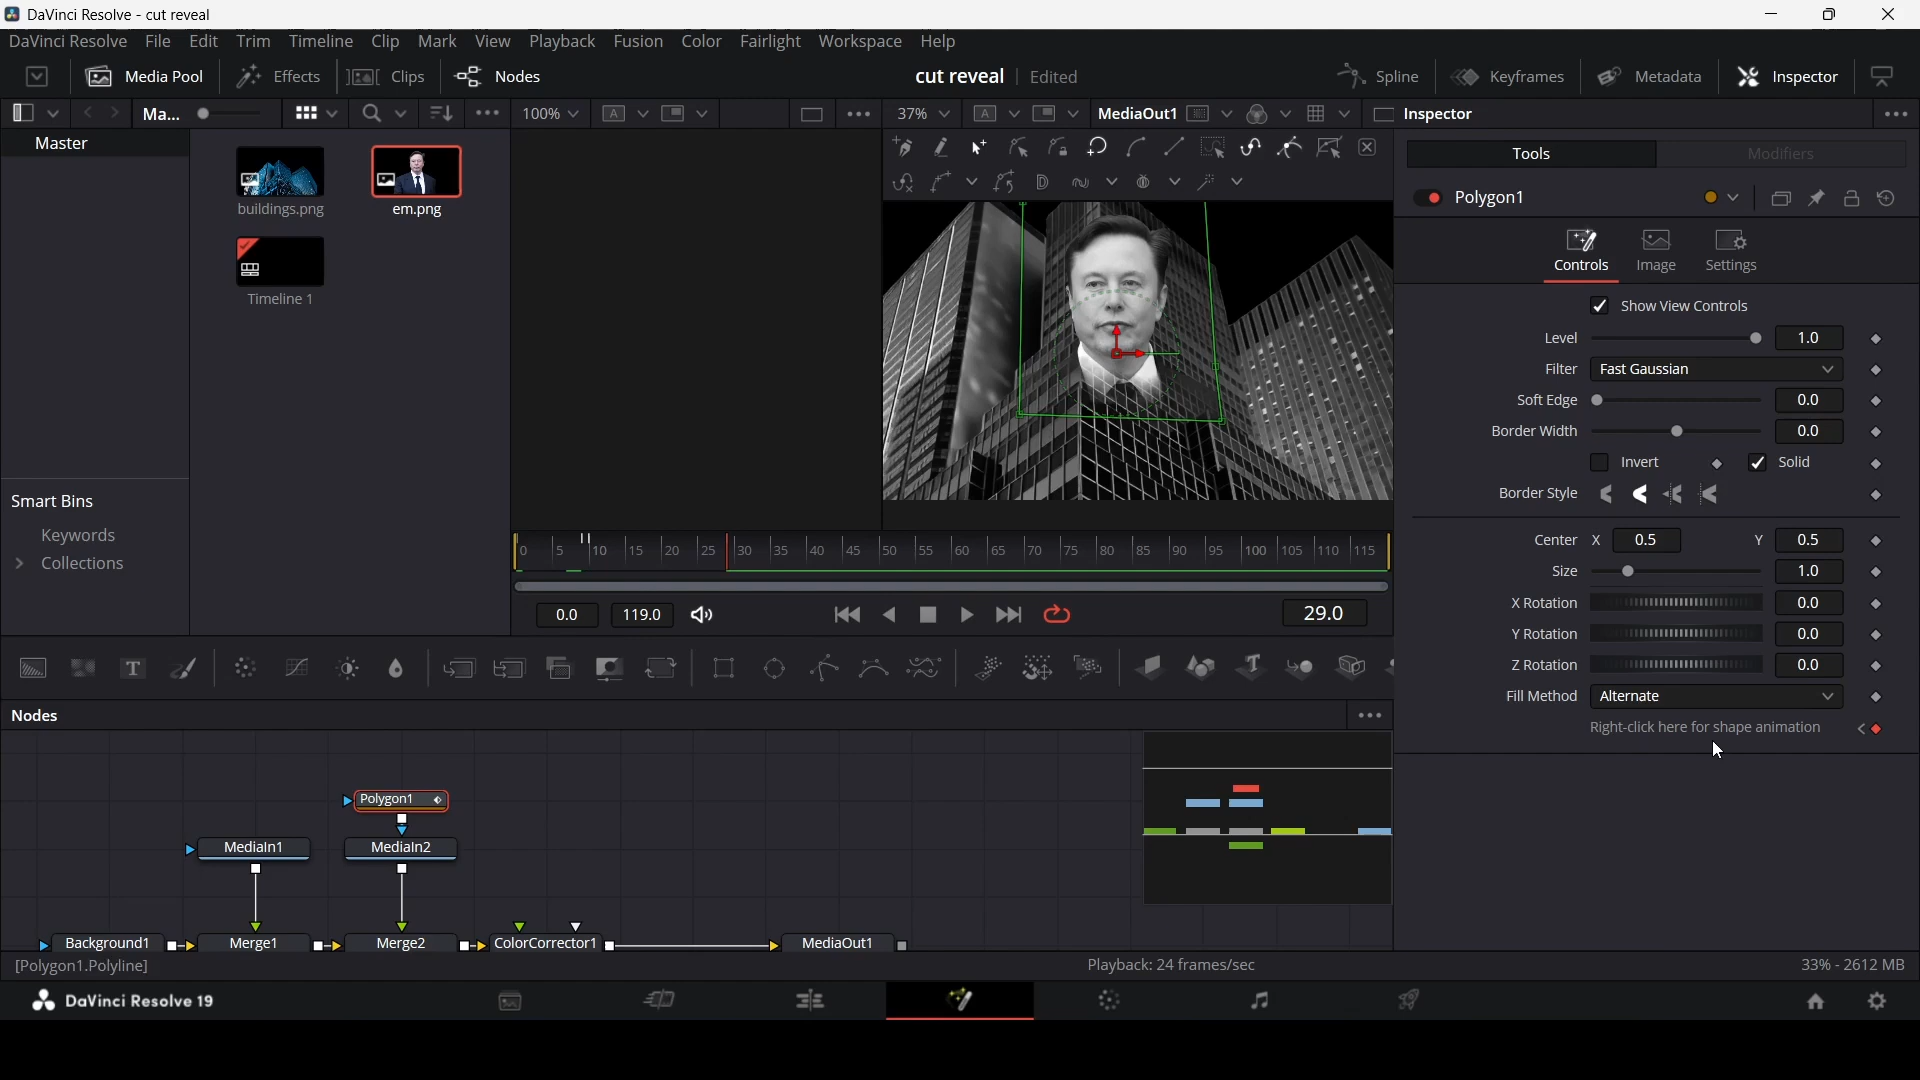 DaVinci Resolve - cut reveal
DaVinci Resolve File Edit Trim Timeline Clip Mark View Playback Fusion Color Fairlight Workspace Help
Media Pool Effects Clips Nodes cut reveal Edited Spline Keyframes Metadata Inspector
Ma... 100% A 37% A MediaOut1 Inspector
Master
buildings.png
em.png
Timeline 1
Smart Bins
Keywords
Collections
Tools Modifiers
Polygon1
Controls Image Settings
Show View Controls
Level 1.0
Filter Fast Gaussian
Soft Edge 0.0
Border Width 0.0
Invert Solid
Border Style
Center X 0.5 Y 0.5
Size 1.0
X Rotation 0.0
Y Rotation 0.0
Z Rotation 0.0
Fill Method Alternate
Right-click here for shape animation
0 5 10 15 20 25 30 35 40 45 50 55 60 65 70 75 80 85 90 95 100 105 110 115
0.0 119.0 29.0
T T
Nodes
Polygon1
MediaIn1 MediaIn2
Background1 Merge1 Merge2 ColorCorrector1 MediaOut1
[Polygon1.Polyline] Playback: 24 frames/sec 33% - 2612 MB
DaVinci Resolve 19